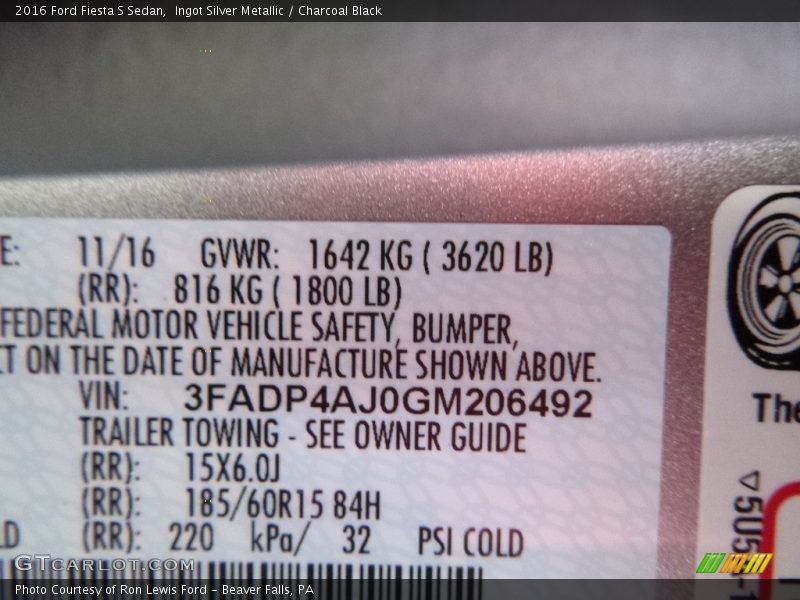 2016 Ford Fiesta S Sedan,  Ingot Silver Metallic / Charcoal Black
E: 11/16 GVWR: 1642 KG ( 3620 LB)
(RR): 816 KG ( 1800 LB)
FEDERAL MOTOR VEHICLE SAFETY, BUMPER,
CT ON THE DATE OF MANUFACTURE SHOWN ABOVE.
VIN: 3FADP4AJ0GM206492
TRAILER TOWING - SEE OWNER GUIDE
(RR): 15X6.0J
(RR): 185/60R15 84H
LD (RR): 220 kPa/ 32 PSI COLD
The
GTCARLOT.COM
Photo Courtesy of Ron Lewis Ford - Beaver Falls, PA